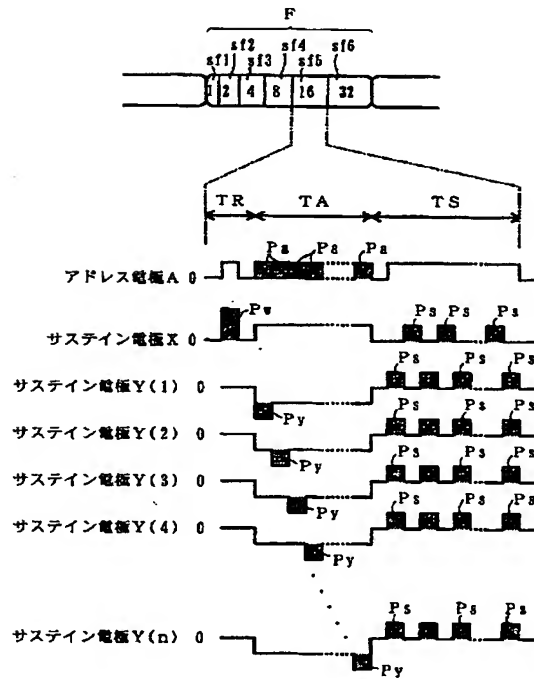 F
sf1 sf2 sf3 sf4 sf5 sf6
1 2 4 8 16 32
TR TA TS
Pa Pa Pa
アドレス電極A 0
Pw
Ps Ps Ps
サステイン電極X 0
Ps Ps Ps
サステイン電極Y(1) 0
Py
Ps Ps Ps
サステイン電極Y(2) 0
Py
Ps Ps Ps
サステイン電極Y(3) 0
Py
Ps Ps Ps
サステイン電極Y(4) 0
Py
Ps Ps Ps
サステイン電極Y(n) 0
Py